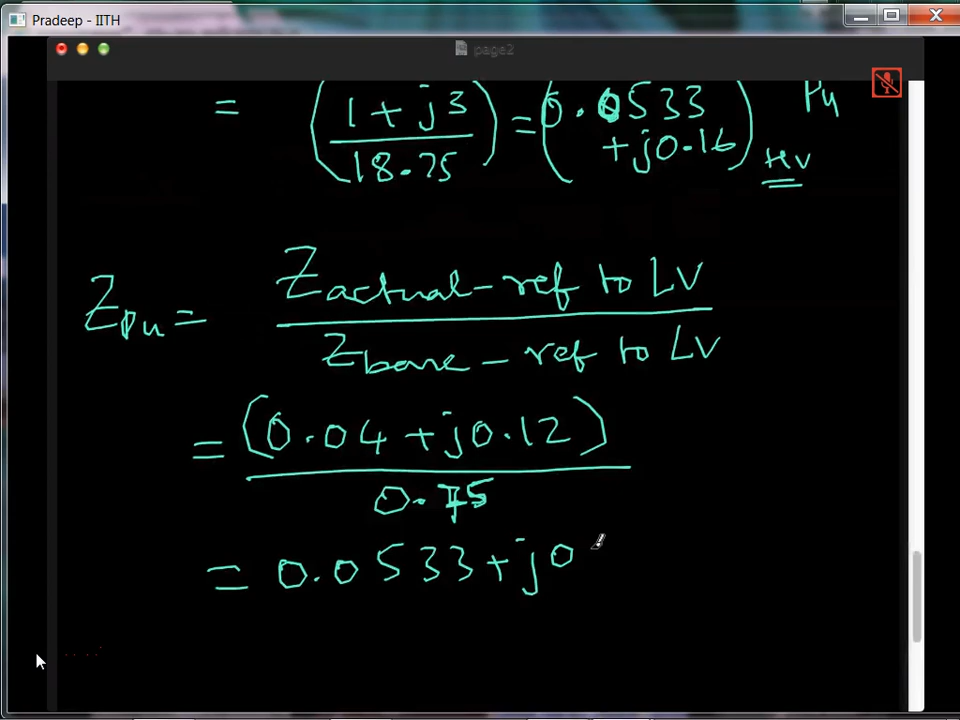 Pradeep - IITH
page2
= (1 + j3 / 18.75) = (0.0533 + j0.16) HV Pu
Zpu = Zactual - ref to LV
Zbase - ref to LV
= (0.04 + j0.12)
0.75
= 0.0533 + j0